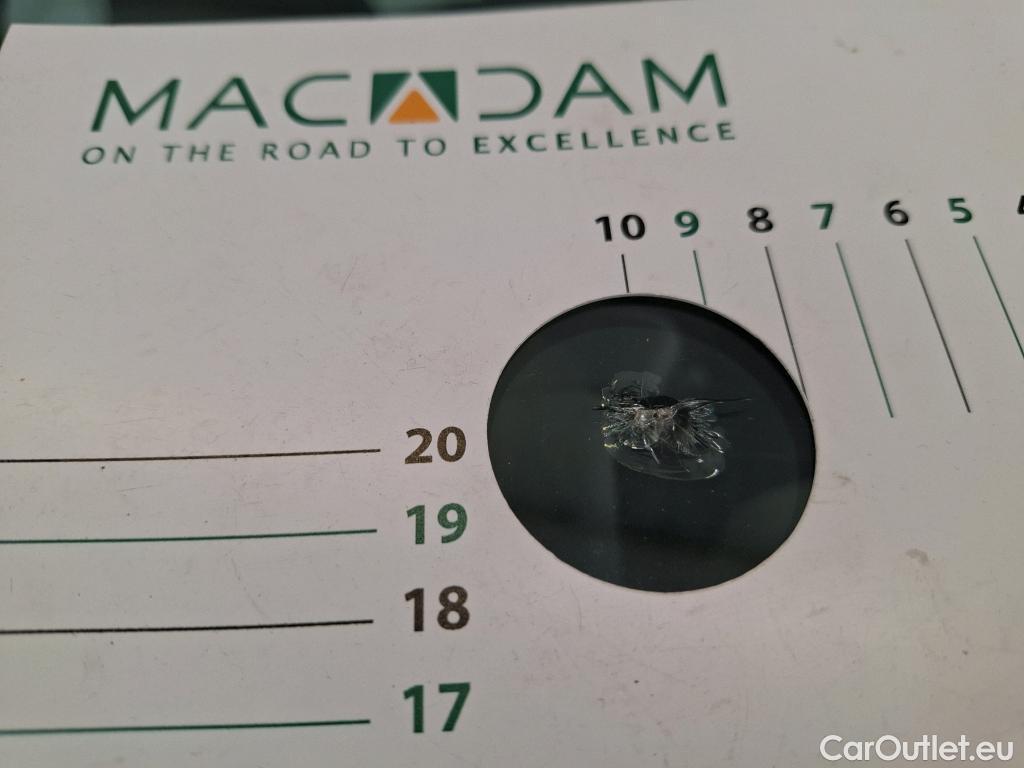 MACADAM
ON THE ROAD TO EXCELLENCE
10 9 8 7 6 5
20
19
18
17
CarOutlet.eu